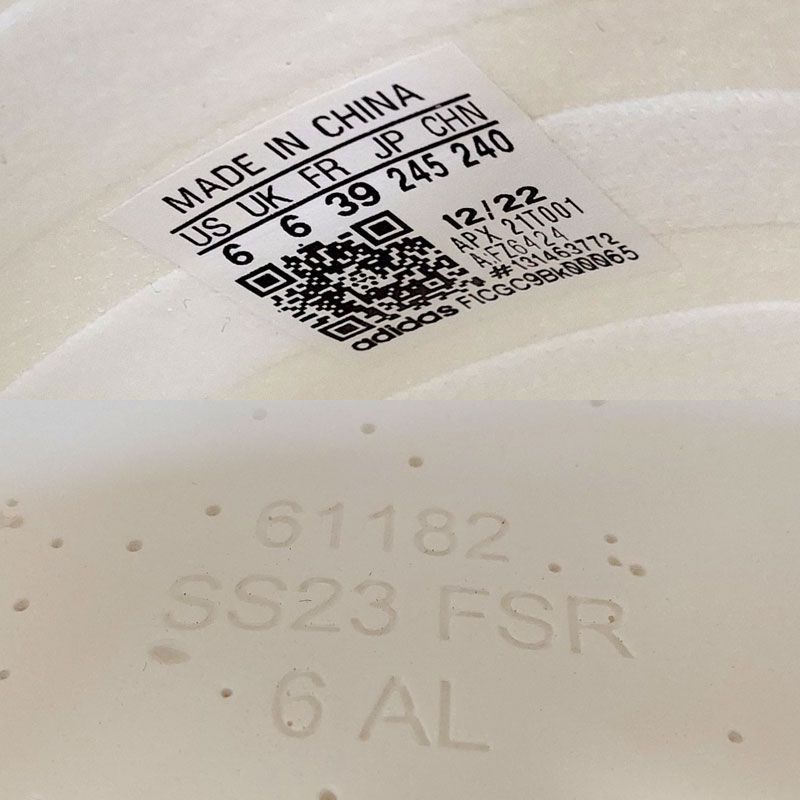 MADE IN CHINA
US UK FR JP CHN
6 6 39 245 240
12/22
APX 21T001
AFZ6424
#131463772
adidas FICGC9Bk00065
61182
SS23 FSR
6 AL